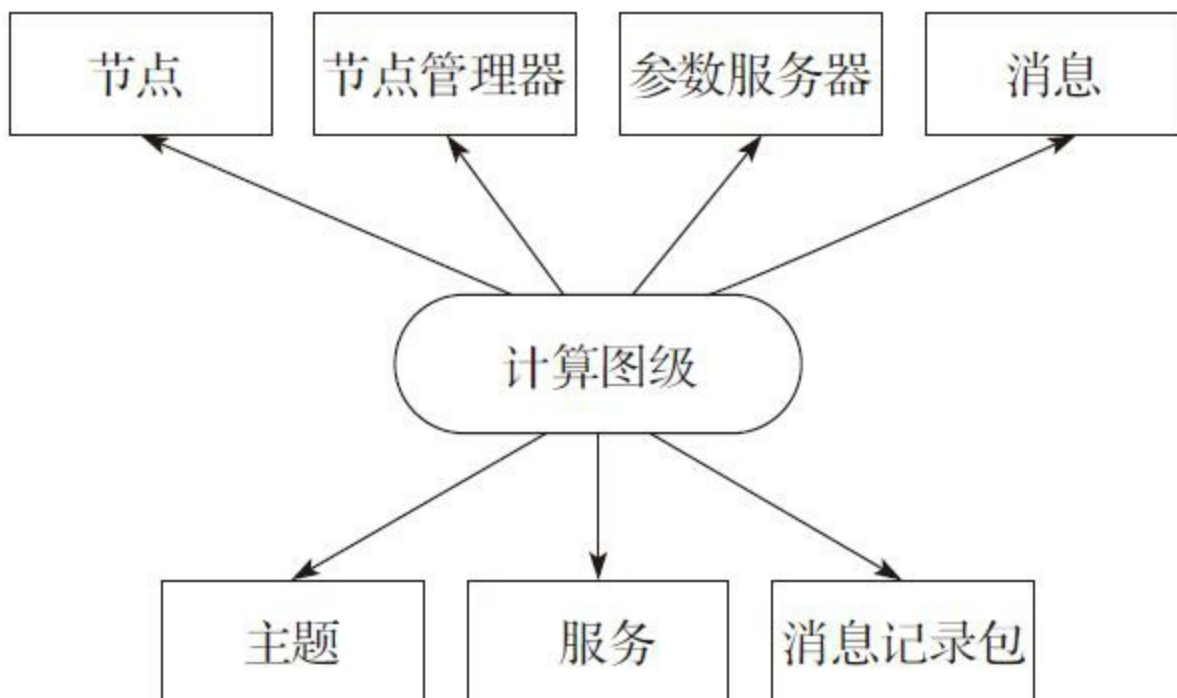 节点
节点管理器
参数服务器
消息
计算图级
主题
服务
消息记录包